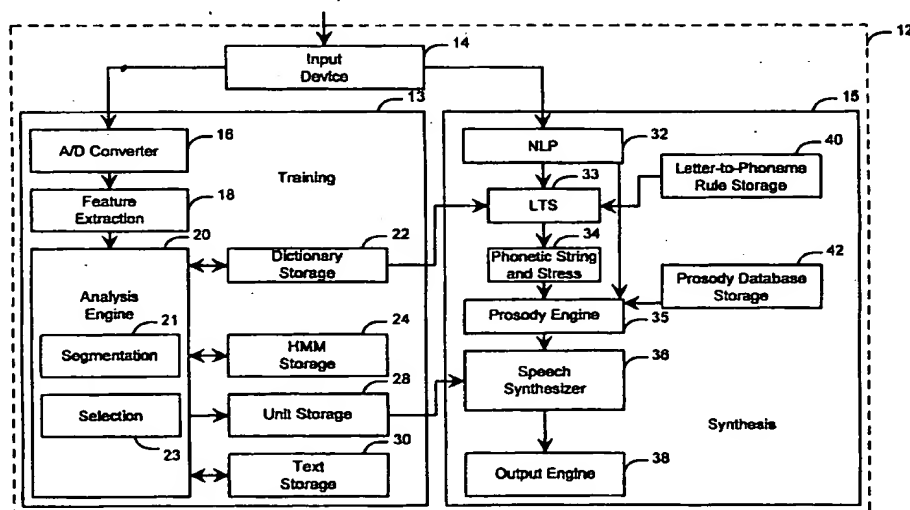 12
14
Input
Device
13
15
16
A/D Converter
Training
18
Feature
Extraction
20
22
Dictionary
Storage
Analysis
Engine
21
Segmentation
24
HMM
Storage
28
Unit Storage
Selection
23
30
Text
Storage
32
NLP
33
LTS
40
Letter-to-Phoname
Rule Storage
34
Phonetic String
and Stress
42
Prosody Database
Storage
Prosody Engine
35
36
Speech
Synthesizer
Synthesis
38
Output Engine